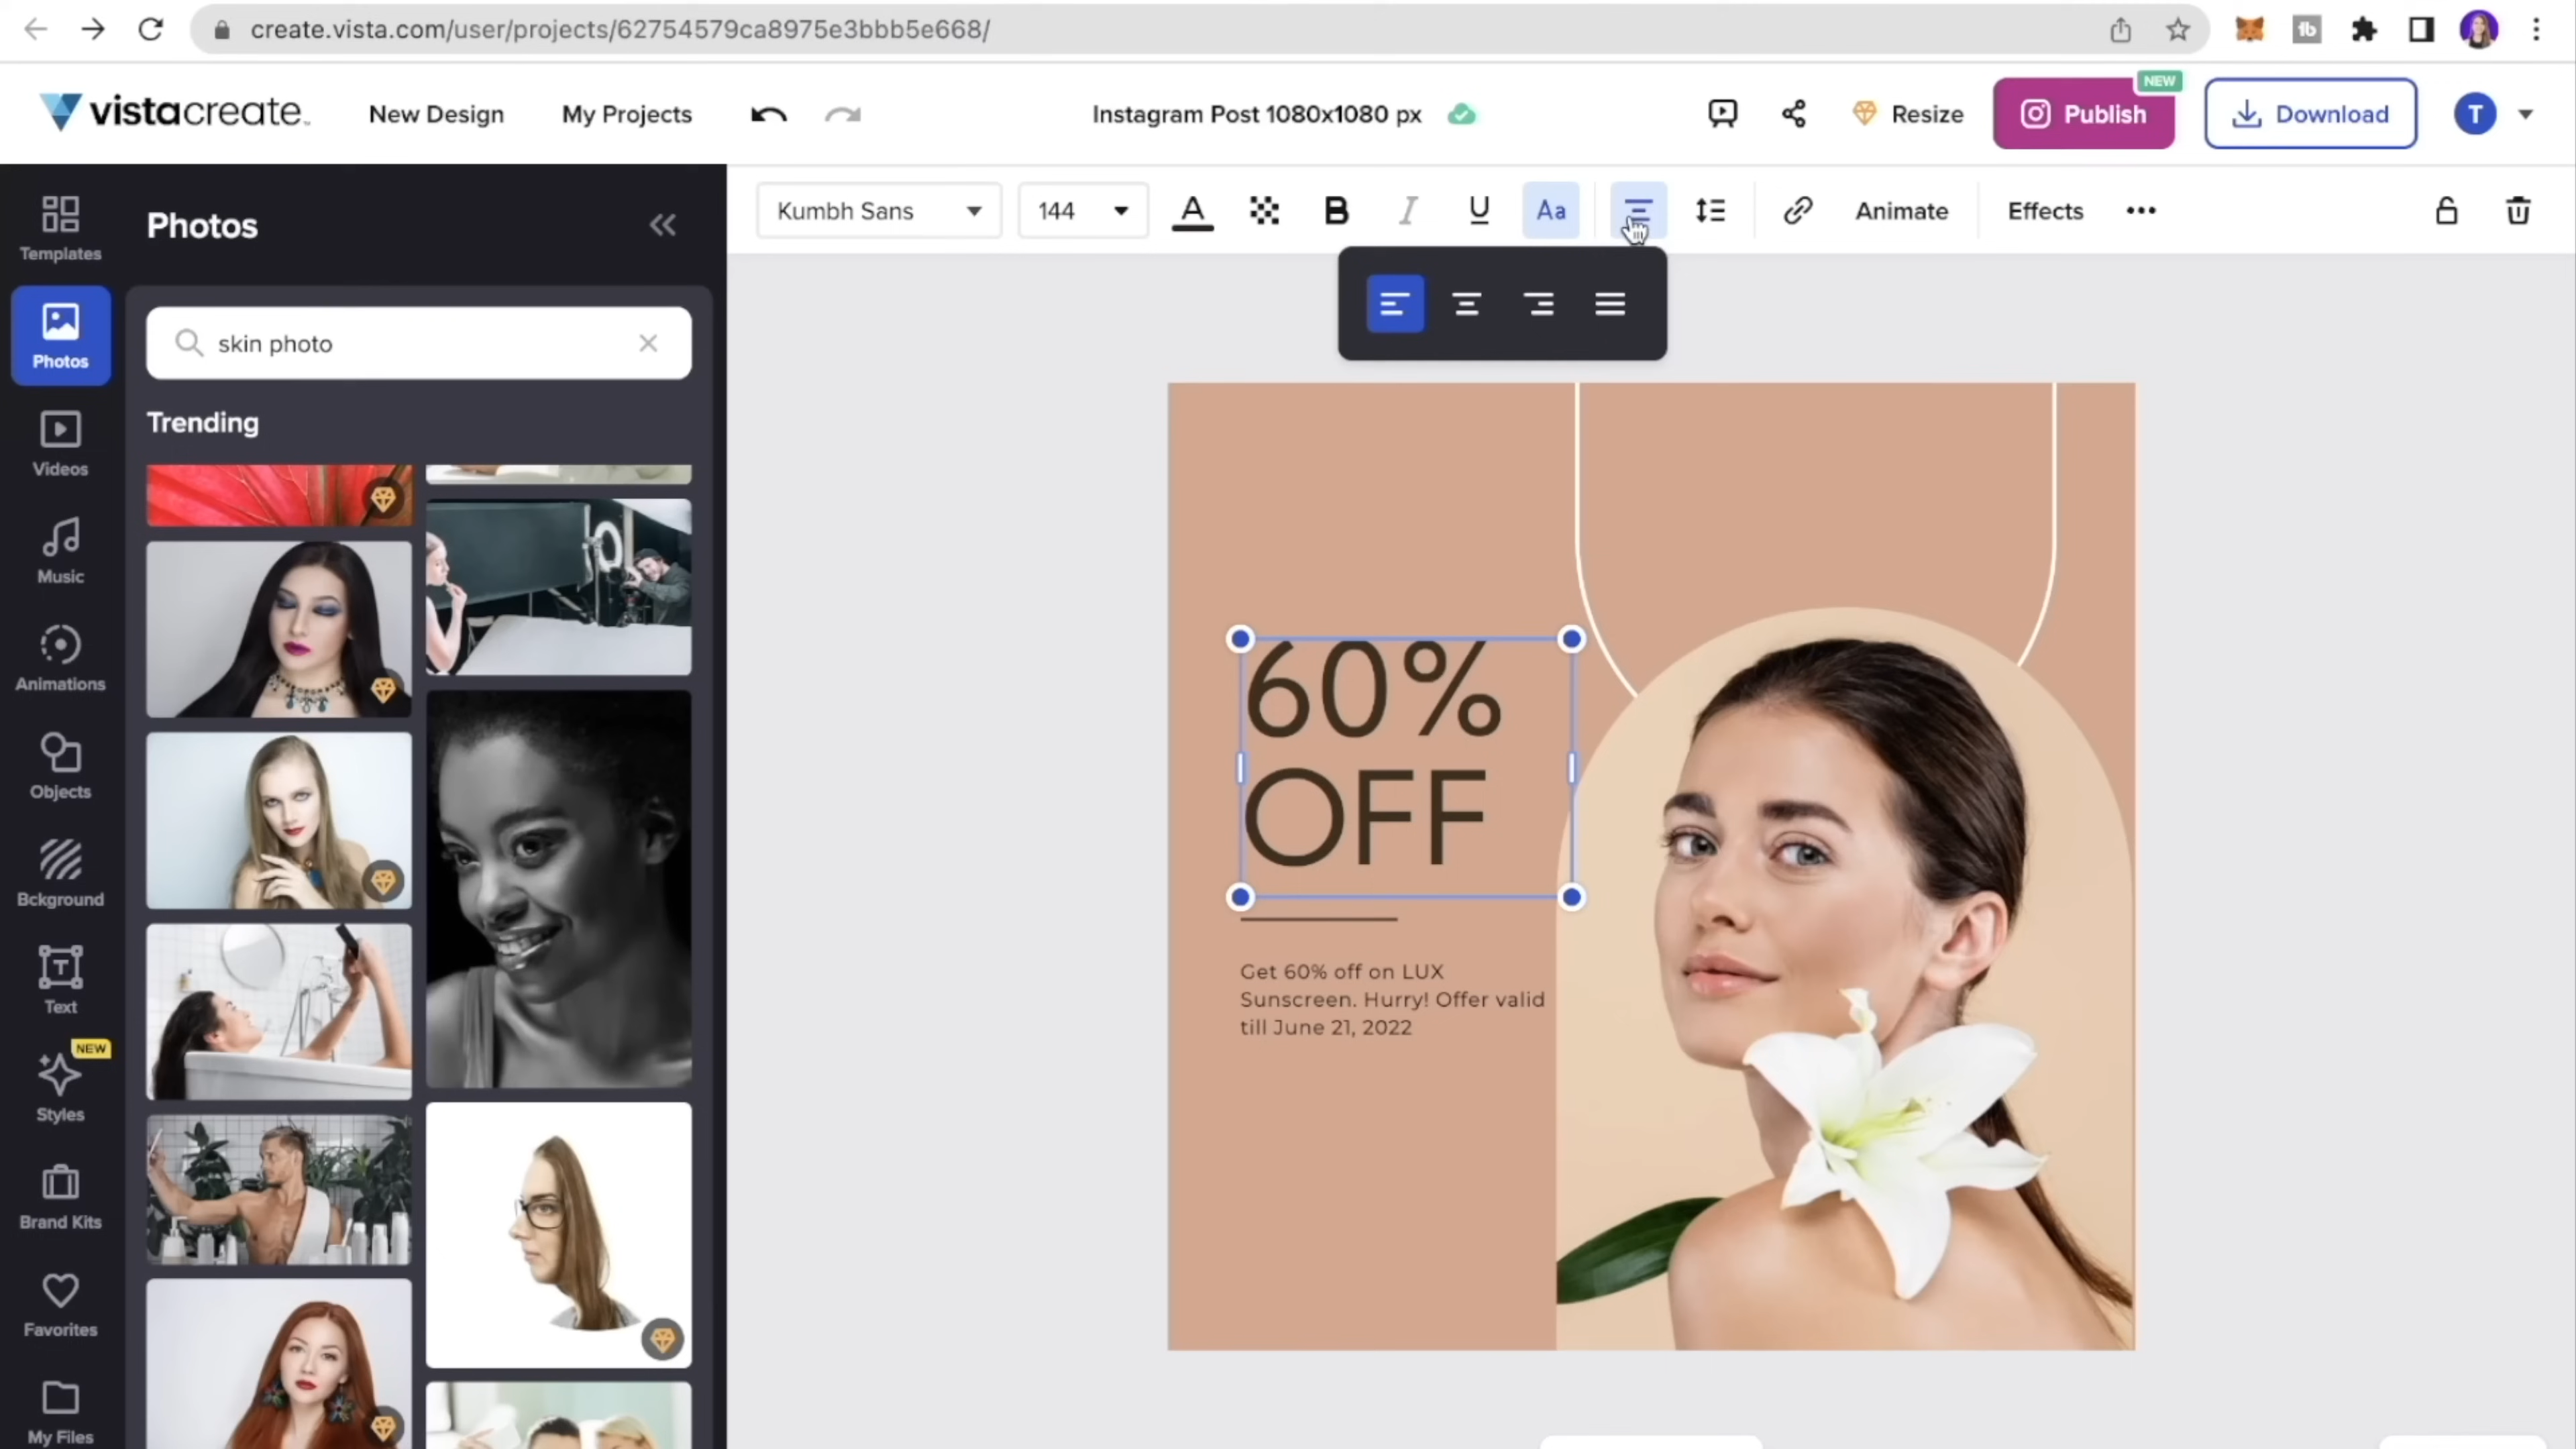 create.vista.com/user/projects/62754579ca8975e3bbb5e668/
vistacreate
New Design
My Projects
Instagram Post 1080x1080 px
Resize
Publish
NEW
Download
T
Templates
Photos
Videos
Music
Animations
Objects
Bckground
Text
NEW
Styles
Brand Kits
Favorites
My Files
Photos
skin photo
Trending
Kumbh Sans
144
A
B
I
U
Aa
Animate
Effects
60%
OFF
Get 60% off on LUX
Sunscreen. Hurry! Offer valid
till June 21, 2022